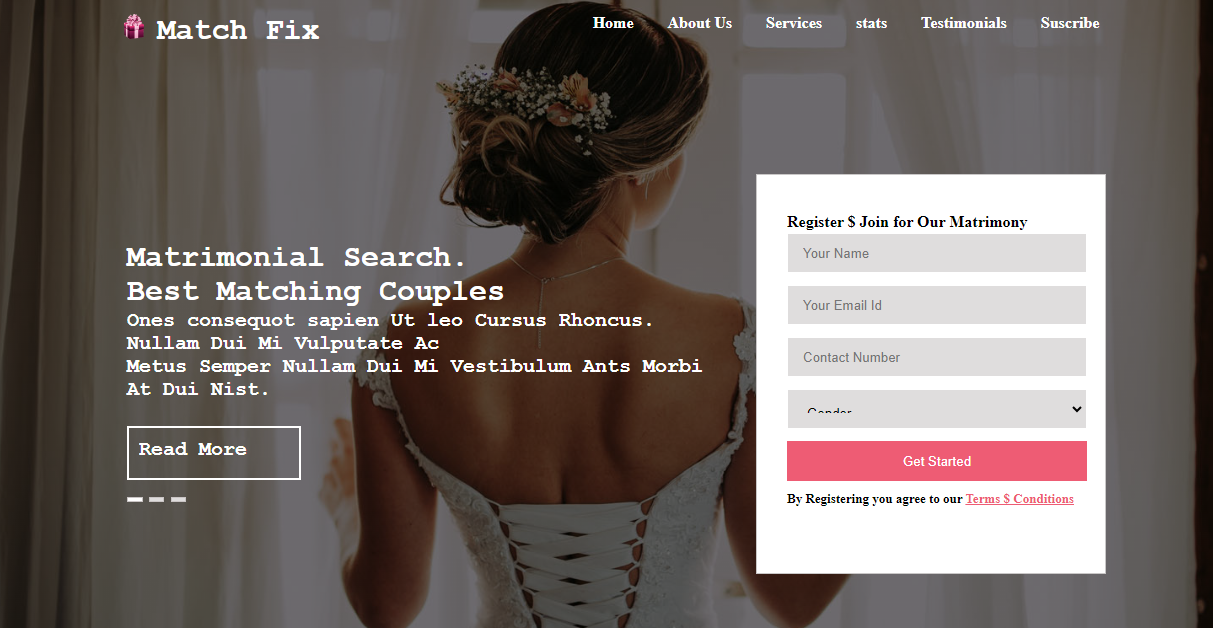 Match Fix
Home About Us Services stats Testimonials Suscribe
Matrimonial Search.
Best Matching Couples
Ones consequot sapien Ut leo Cursus Rhoncus.
Nullam Dui Mi Vulputate Ac
Metus Semper Nullam Dui Mi Vestibulum Ants Morbi
At Dui Nist.
Read More
Register $ Join for Our Matrimony
Your Name
Your Email Id
Contact Number
Gender
Get Started
By Registering you agree to our Terms $ Conditions